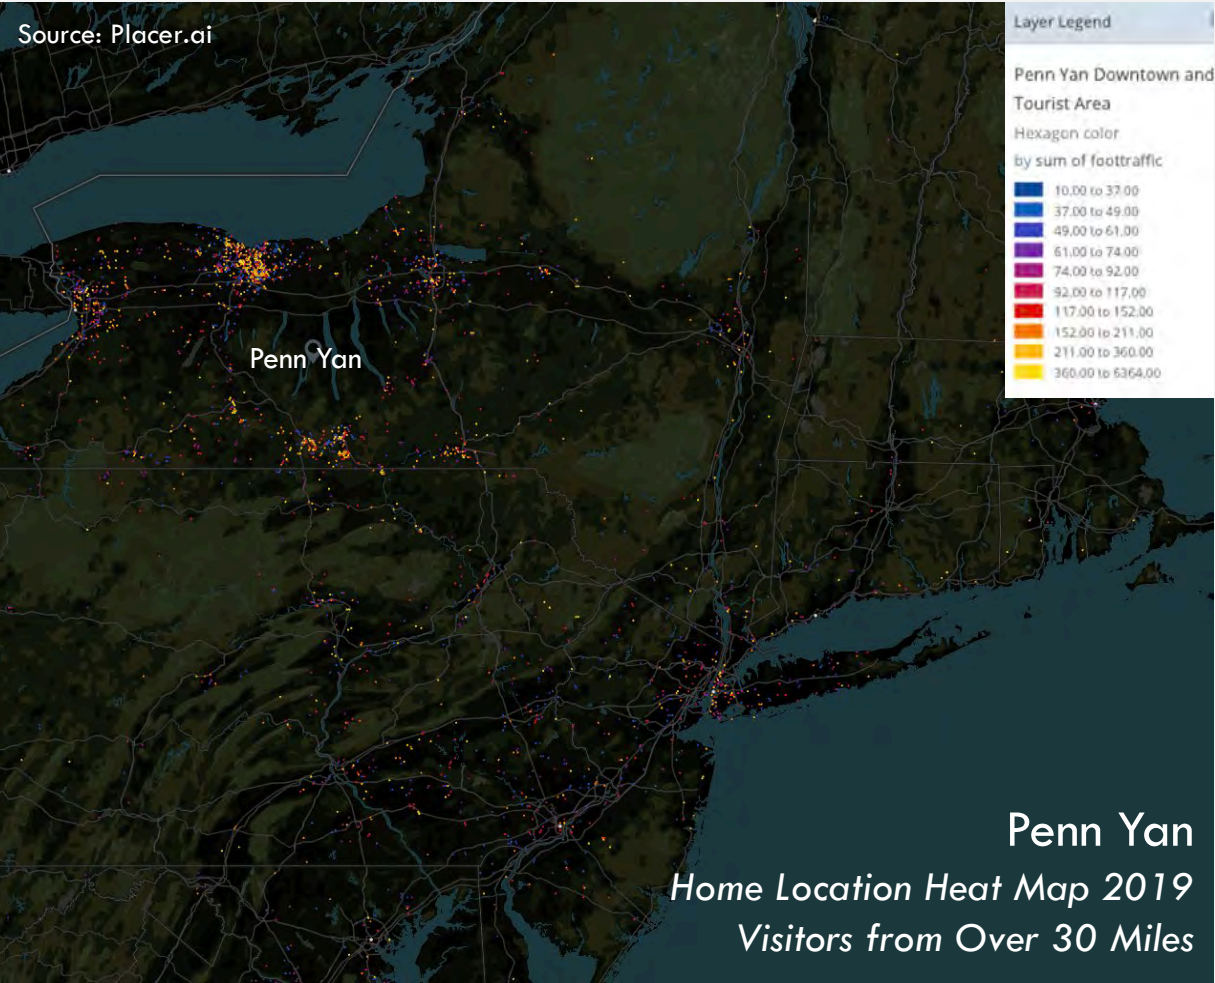 Source: Placer.ai
Layer Legend
Penn Yan Downtown and
Tourist Area
Hexagon color
by sum of foottraffic
10.00 to 37.00
37.00 to 49.00
49.00 to 61.00
61.00 to 74.00
74.00 to 92.00
92.00 to 117.00
117.00 to 152.00
152.00 to 211.00
211.00 to 360.00
360.00 to 6364.00
Penn Yan
Penn Yan
Home Location Heat Map 2019
Visitors from Over 30 Miles